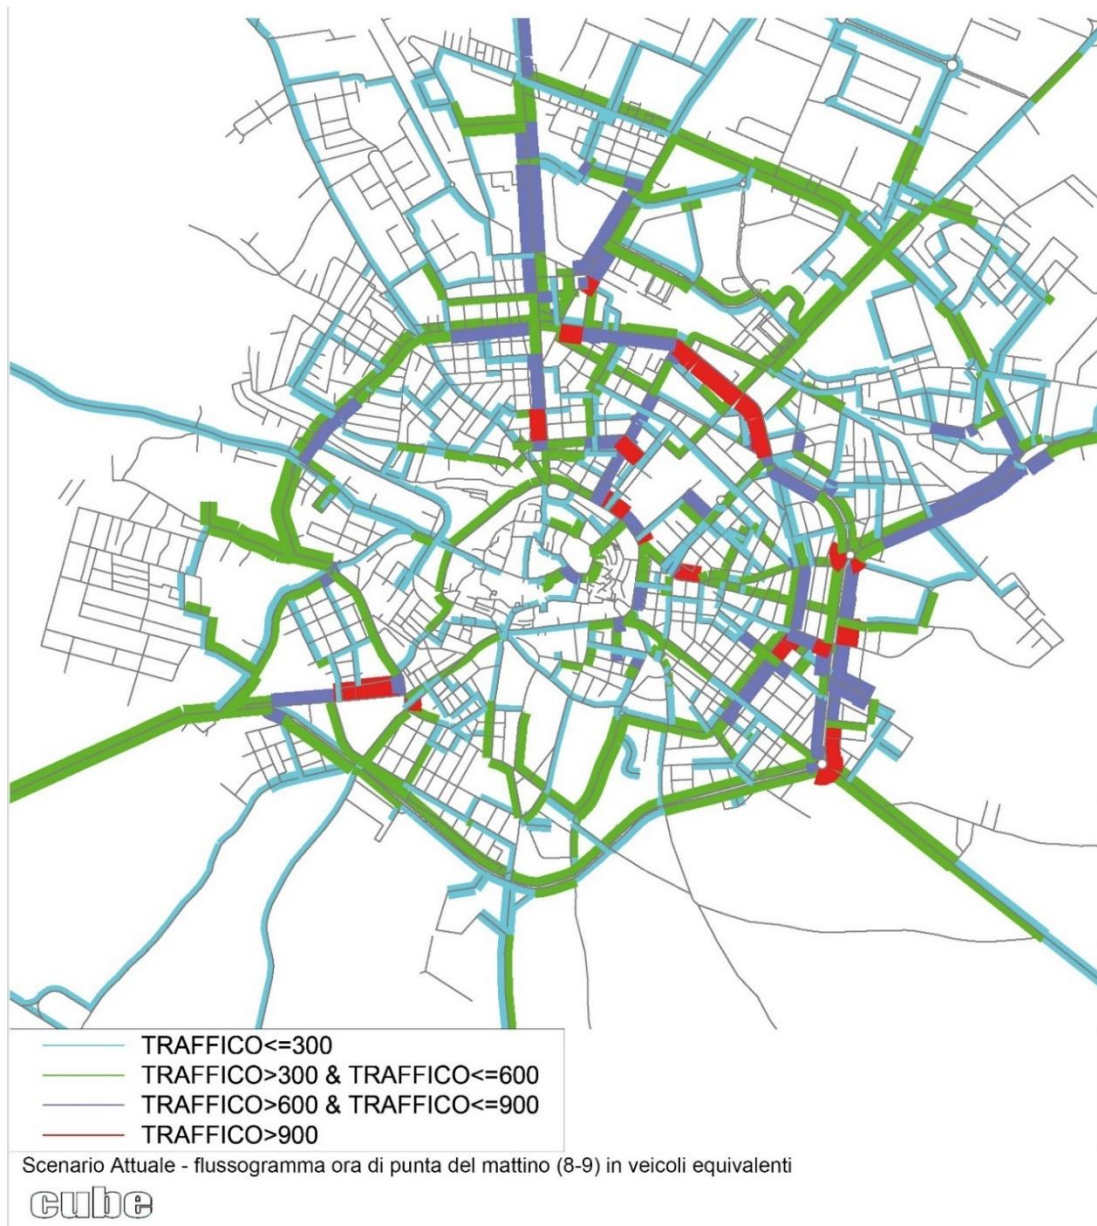 TRAFFICO<=300
TRAFFICO>300 & TRAFFICO<=600
TRAFFICO>600 & TRAFFICO<=900
TRAFFICO>900
Scenario Attuale - flussogramma ora di punta del mattino (8-9) in veicoli equivalenti
cube